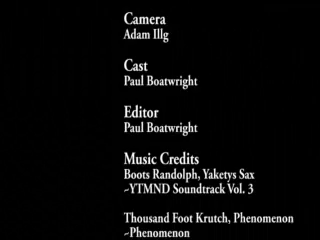 Camera
Adam Illg
Cast
Paul Boatwright
Editor
Paul Boatwright
Music Credits
Boots Randolph, Yaketys Sax
~YTMND Soundtrack Vol. 3
Thousand Foot Krutch, Phenomenon
~Phenomenon